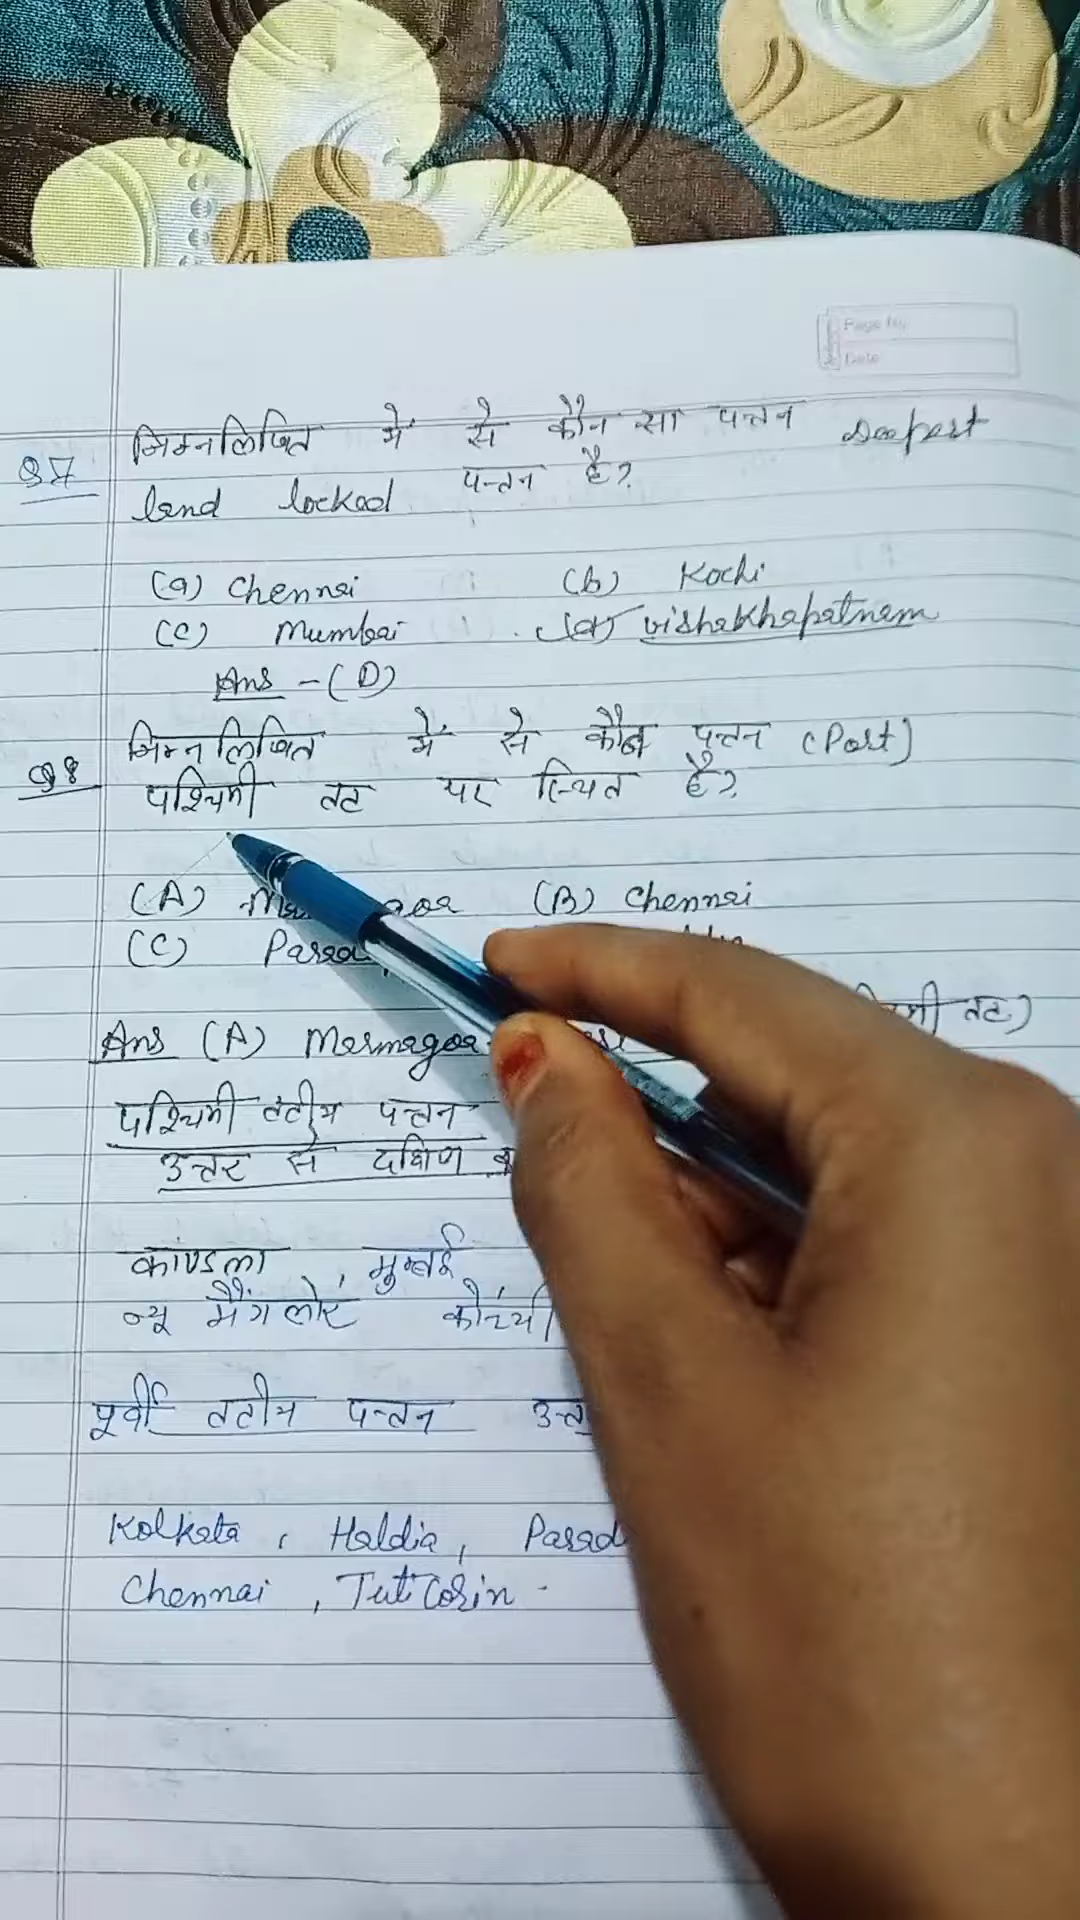 Page No
Date
Q7 निम्नलिखित में से कौन सा पत्तन Deepest
land locked पत्तन है?
(a) Chennai (b) Kochi
(c) Mumbai (d) vishakhapatnam
Ans - (D)
Q8 निम्नलिखित में से कौन पत्तन (Port)
पश्चिमी तट पर स्थित है?
(A) (B) Chennai
(C)
तट)
Ans (A) Marmagoa
पश्चिमी तटीय पत्तन
उत्तर से दक्षिण
काण्डला, मुम्बई
न्यू मैंगलोर कोच्ची
पूर्वी तटीय पत्तन
Kolkata, Haldia,
Chennai, Tuticorin.